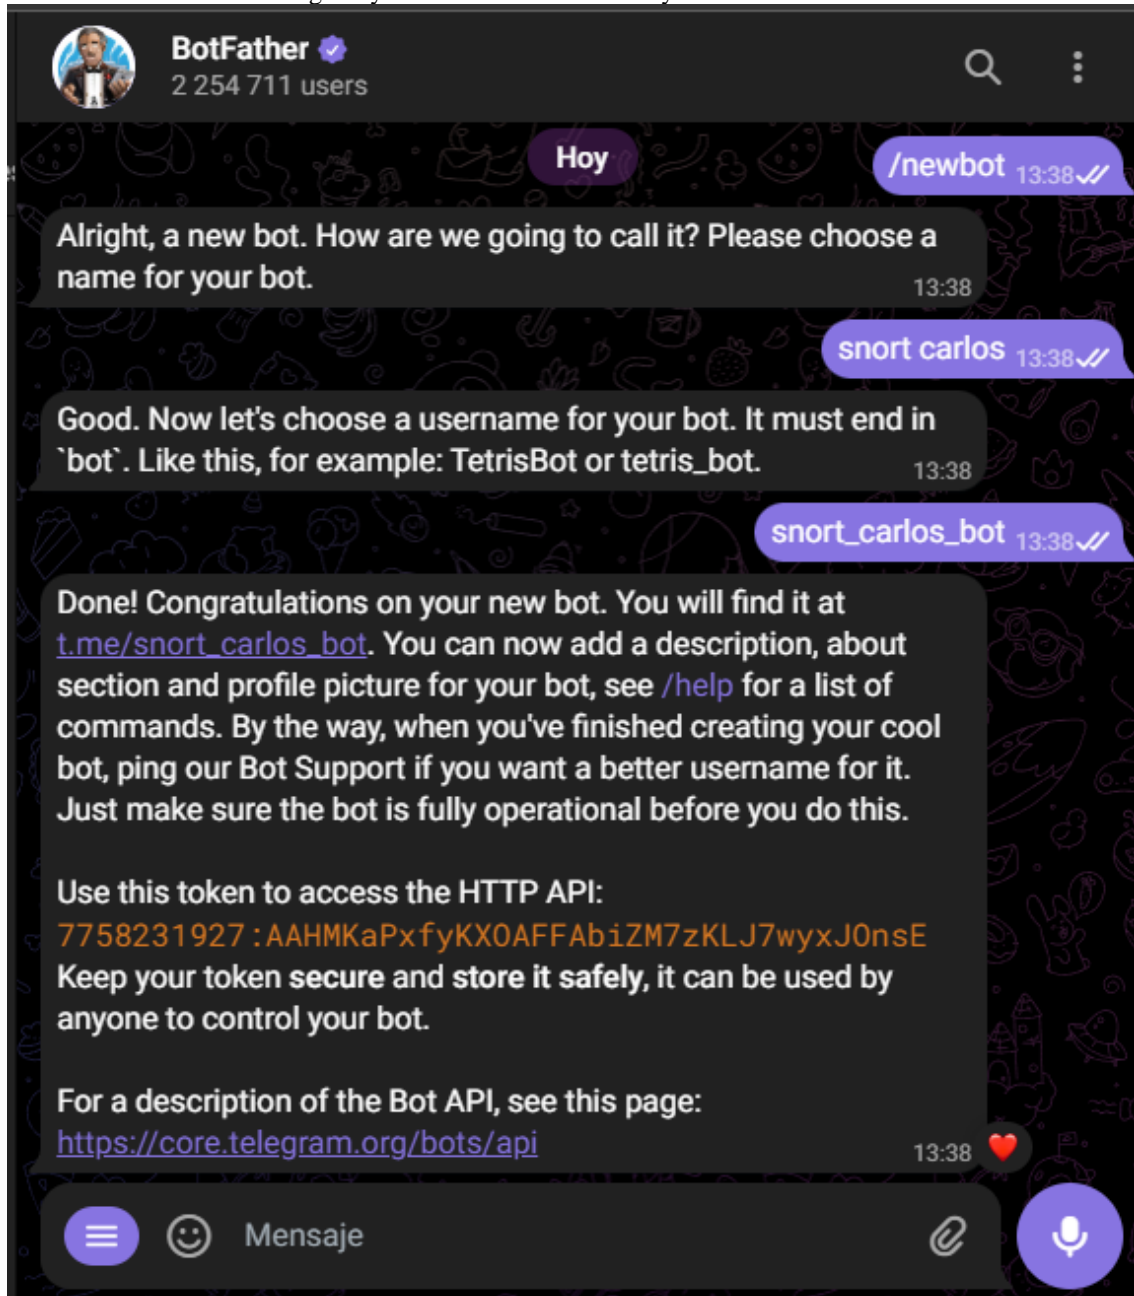 BotFather
2 254 711 users
Hoy
/newbot 13:38
Alright, a new bot. How are we going to call it? Please choose a
name for your bot.
13:38
snort carlos 13:38
Good. Now let's choose a username for your bot. It must end in
`bot`. Like this, for example: TetrisBot or tetris_bot.
13:38
snort_carlos_bot 13:38
Done! Congratulations on your new bot. You will find it at
t.me/snort_carlos_bot. You can now add a description, about
section and profile picture for your bot, see /help for a list of
commands. By the way, when you've finished creating your cool
bot, ping our Bot Support if you want a better username for it.
Just make sure the bot is fully operational before you do this.
Use this token to access the HTTP API:
7758231927:AAHMKaPxfyKXOAFFAbiZM7zKLJ7wyxJOnsE
Keep your token secure and store it safely, it can be used by
anyone to control your bot.
For a description of the Bot API, see this page:
https://core.telegram.org/bots/api
13:38
Mensaje